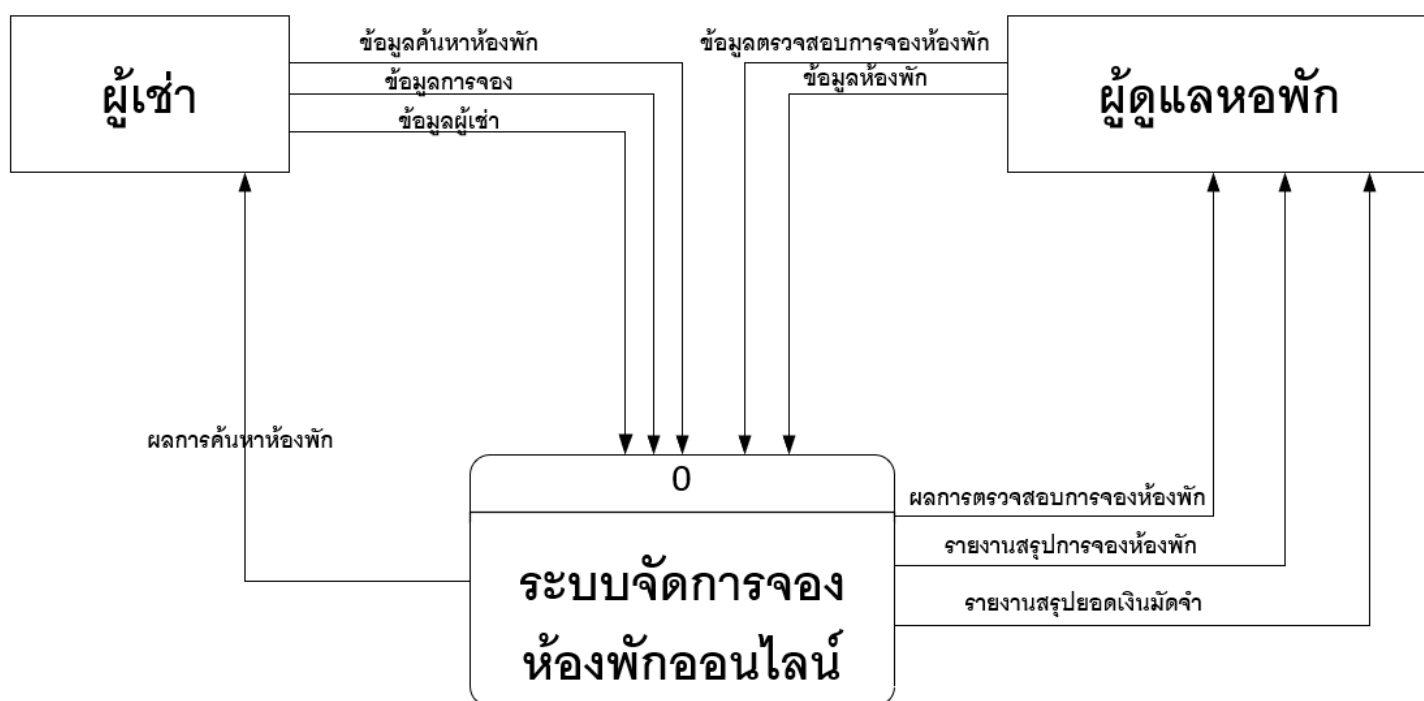 ข้อมูลค้นหาห้องพัก
ข้อมูลตรวจสอบการจองห้องพัก
ผู้เช่า
ข้อมูลการจอง
ข้อมูลห้องพัก
ผู้ดูแลหอพัก
ข้อมูลผู้เช่า
ผลการค้นหาห้องพัก
0
ผลการตรวจสอบการจองห้องพัก
รายงานสรุปการจองห้องพัก
ระบบจัดการจอง
รายงานสรุปยอดเงินมัดจำ
ห้องพักออนไลน์